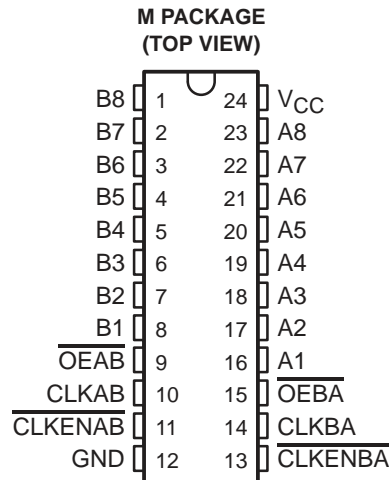 M PACKAGE
(TOP VIEW)
B8 1 24 VCC
B7 2 23 A8
B6 3 22 A7
B5 4 21 A6
B4 5 20 A5
B3 6 19 A4
B2 7 18 A3
B1 8 17 A2
OEAB 9 16 A1
CLKAB 10 15 OEBA
CLKENAB 11 14 CLKBA
GND 12 13 CLKENBA